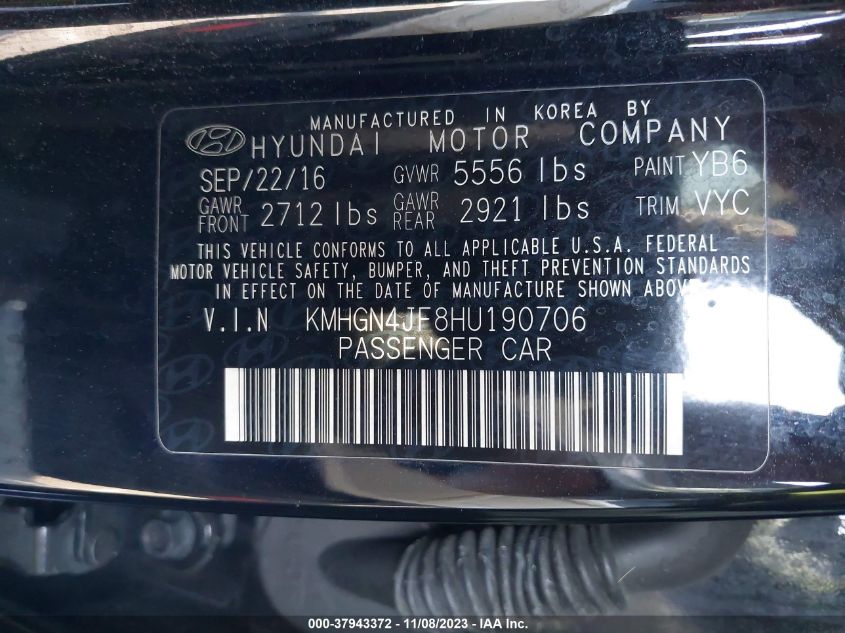 MANUFACTURED IN KOREA BY
HYUNDAI MOTOR COMPANY
SEP/22/16 GVWR 5556 lbs PAINT YB6
GAWR FRONT 2712 lbs GAWR REAR 2921 lbs TRIM VYC
THIS VEHICLE CONFORMS TO ALL APPLICABLE U.S.A. FEDERAL
MOTOR VEHICLE SAFETY, BUMPER, AND THEFT PREVENTION STANDARDS
IN EFFECT ON THE DATE OF MANUFACTURE SHOWN ABOVE.
V.I.N KMHGN4JF8HU190706
PASSENGER CAR
000-37943372 - 11/08/2023 - IAA Inc.